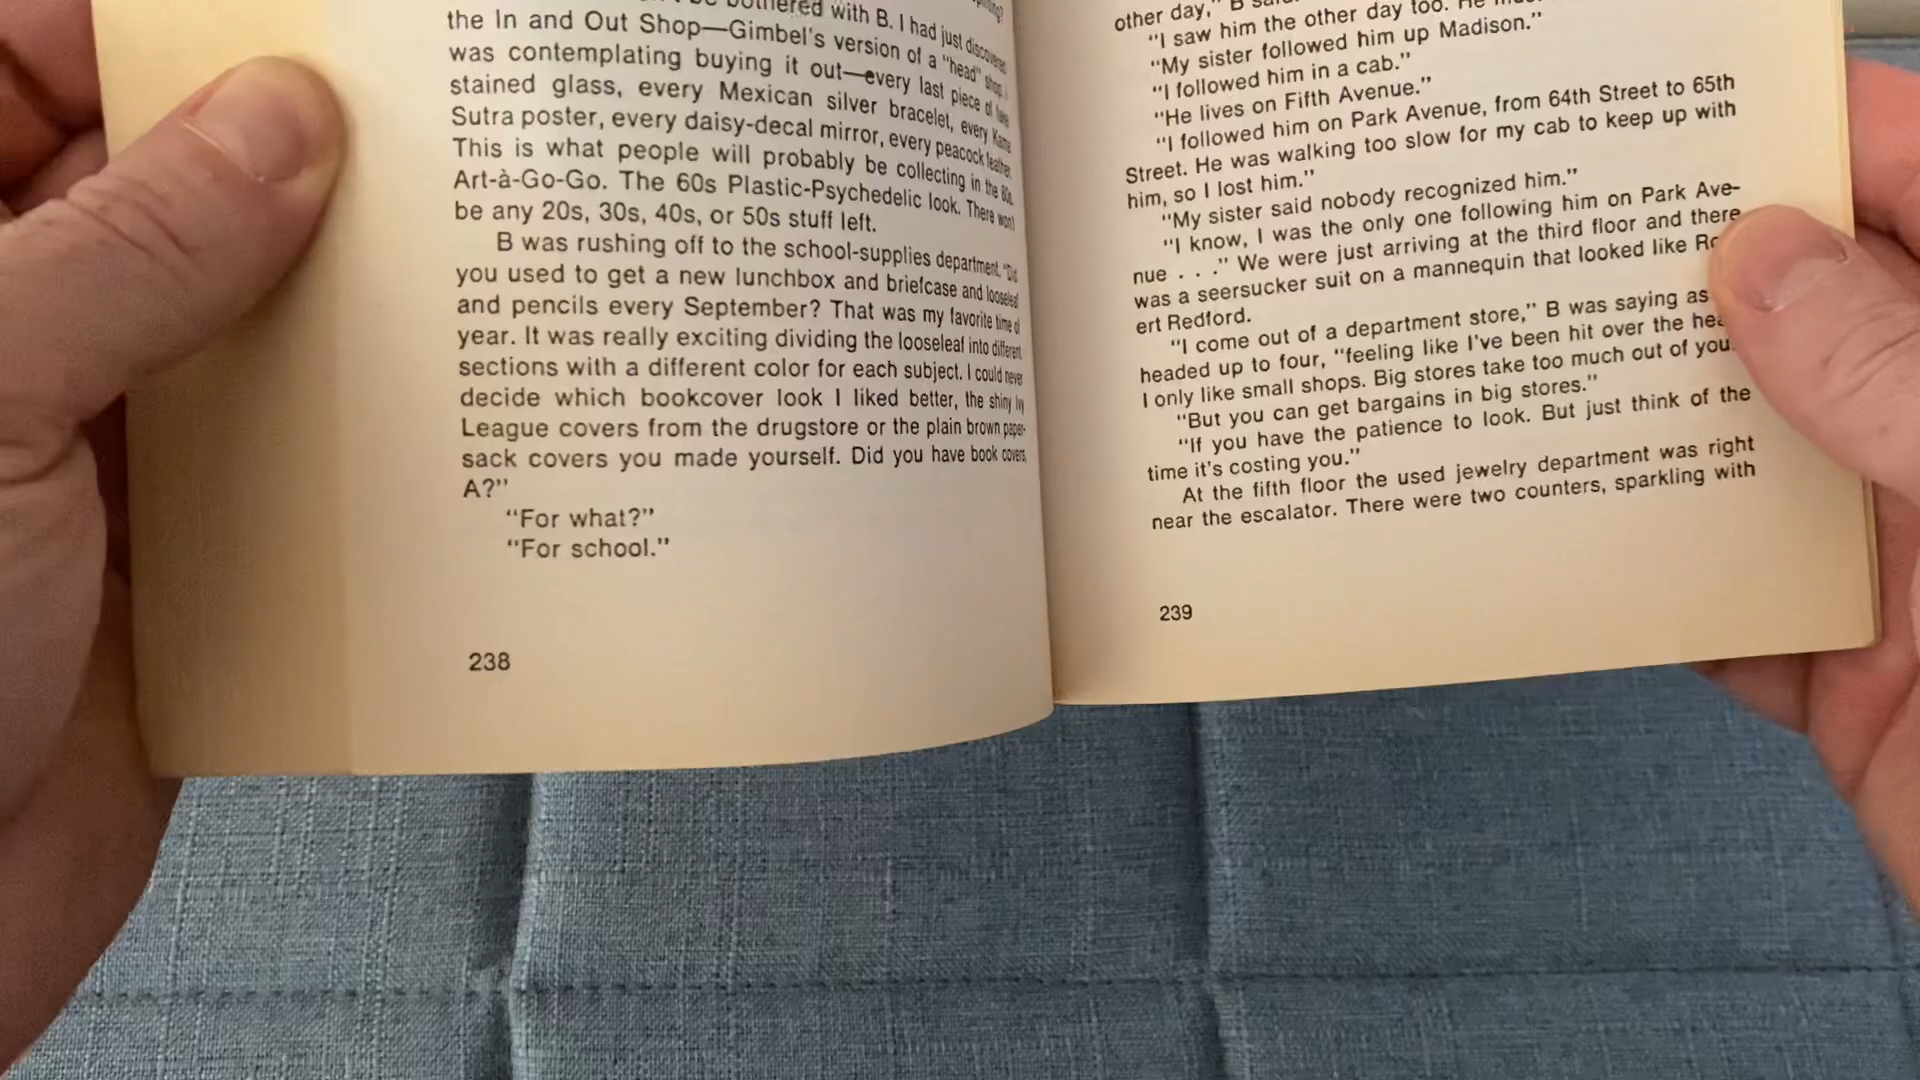 bothered with B. I had just discovered
the In and Out Shop—Gimbel's version of a "head" shop.
was contemplating buying it out—every last piece of fake
stained glass, every Mexican silver bracelet, every Kama
Sutra poster, every daisy-decal mirror, every peacock feather.
This is what people will probably be collecting in the 80s.
Art-à-Go-Go. The 60s Plastic-Psychedelic look. There won't
be any 20s, 30s, 40s, or 50s stuff left.
B was rushing off to the school-supplies department. "Did
you used to get a new lunchbox and briefcase and looseleaf
and pencils every September? That was my favorite time of
year. It was really exciting dividing the looseleaf into different
sections with a different color for each subject. I could never
decide which bookcover look I liked better, the shiny Ivy
League covers from the drugstore or the plain brown paper-
sack covers you made yourself. Did you have book covers,
A?"
"For what?"
"For school."
238
other day," B
"I saw him the other day too. He
"My sister followed him up Madison."
"I followed him in a cab."
"He lives on Fifth Avenue."
"I followed him on Park Avenue, from 64th Street to 65th
Street. He was walking too slow for my cab to keep up with
him, so I lost him."
"My sister said nobody recognized him."
"I know, I was the only one following him on Park Ave-
nue . . ." We were just arriving at the third floor and there
was a seersucker suit on a mannequin that looked like
ert Redford.
"I come out of a department store," B was saying as
headed up to four, "feeling like I've been hit over the
I only like small shops. Big stores take too much out of you.
"But you can get bargains in big stores."
"If you have the patience to look. But just think of the
time it's costing you."
At the fifth floor the used jewelry department was right
near the escalator. There were two counters, sparkling with
239